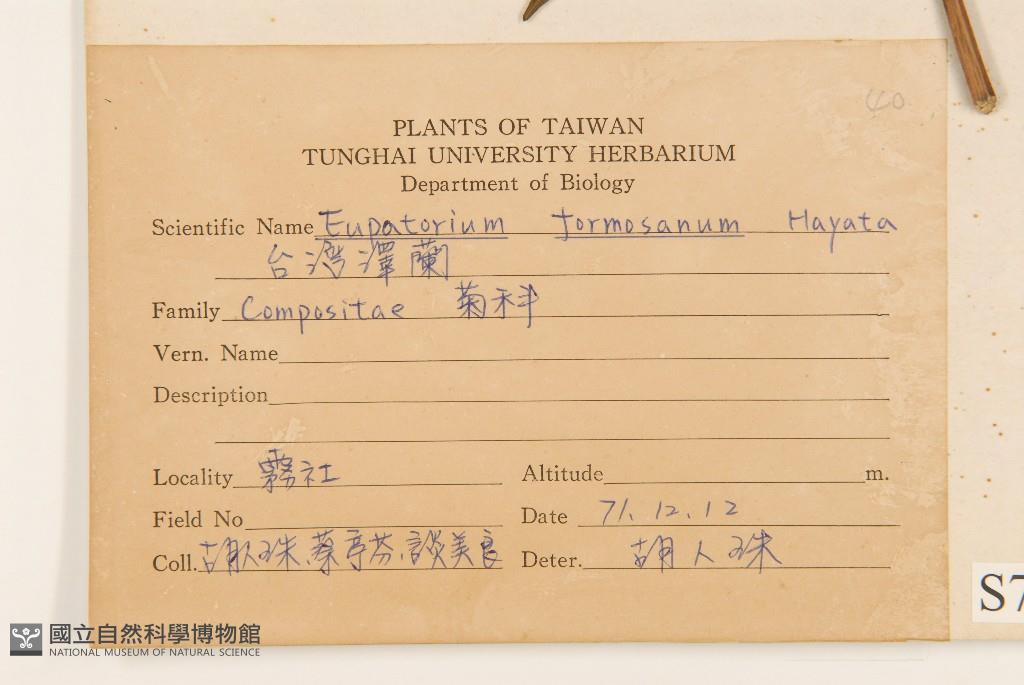 40
PLANTS OF TAIWAN
TUNGHAI UNIVERSITY HERBARIUM
Department of Biology
Scientific Name Eupatorium formosanum Hayata
台灣澤蘭
Family Compositae 菊科
Vern. Name
Description
Locality 霧社 Altitude m.
Field No Date 71.12.12
Coll. 胡人珠、蔡亭芬、談美良 Deter. 胡人珠
S7
國立自然科學博物館
NATIONAL MUSEUM OF NATURAL SCIENCE